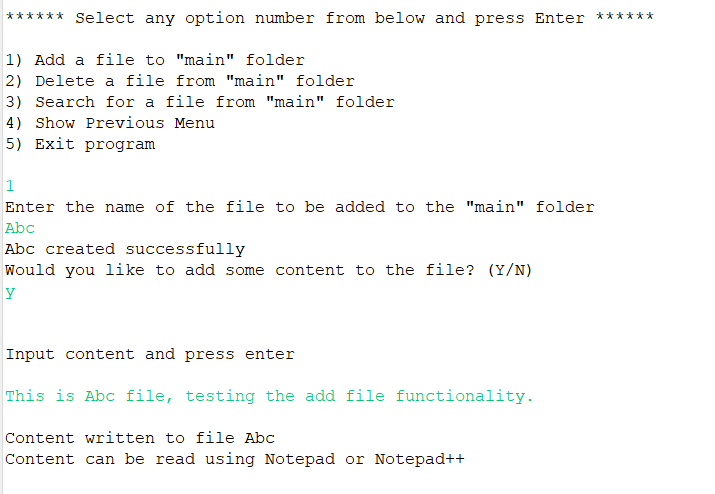 ****** Select any option number from below and press Enter ******
1) Add a file to "main" folder
2) Delete a file from "main" folder
3) Search for a file from "main" folder
4) Show Previous Menu
5) Exit program
1
Enter the name of the file to be added to the "main" folder
Abc
Abc created successfully
Would you like to add some content to the file? (Y/N)
y
Input content and press enter
This is Abc file, testing the add file functionality.
Content written to file Abc
Content can be read using Notepad or Notepad++